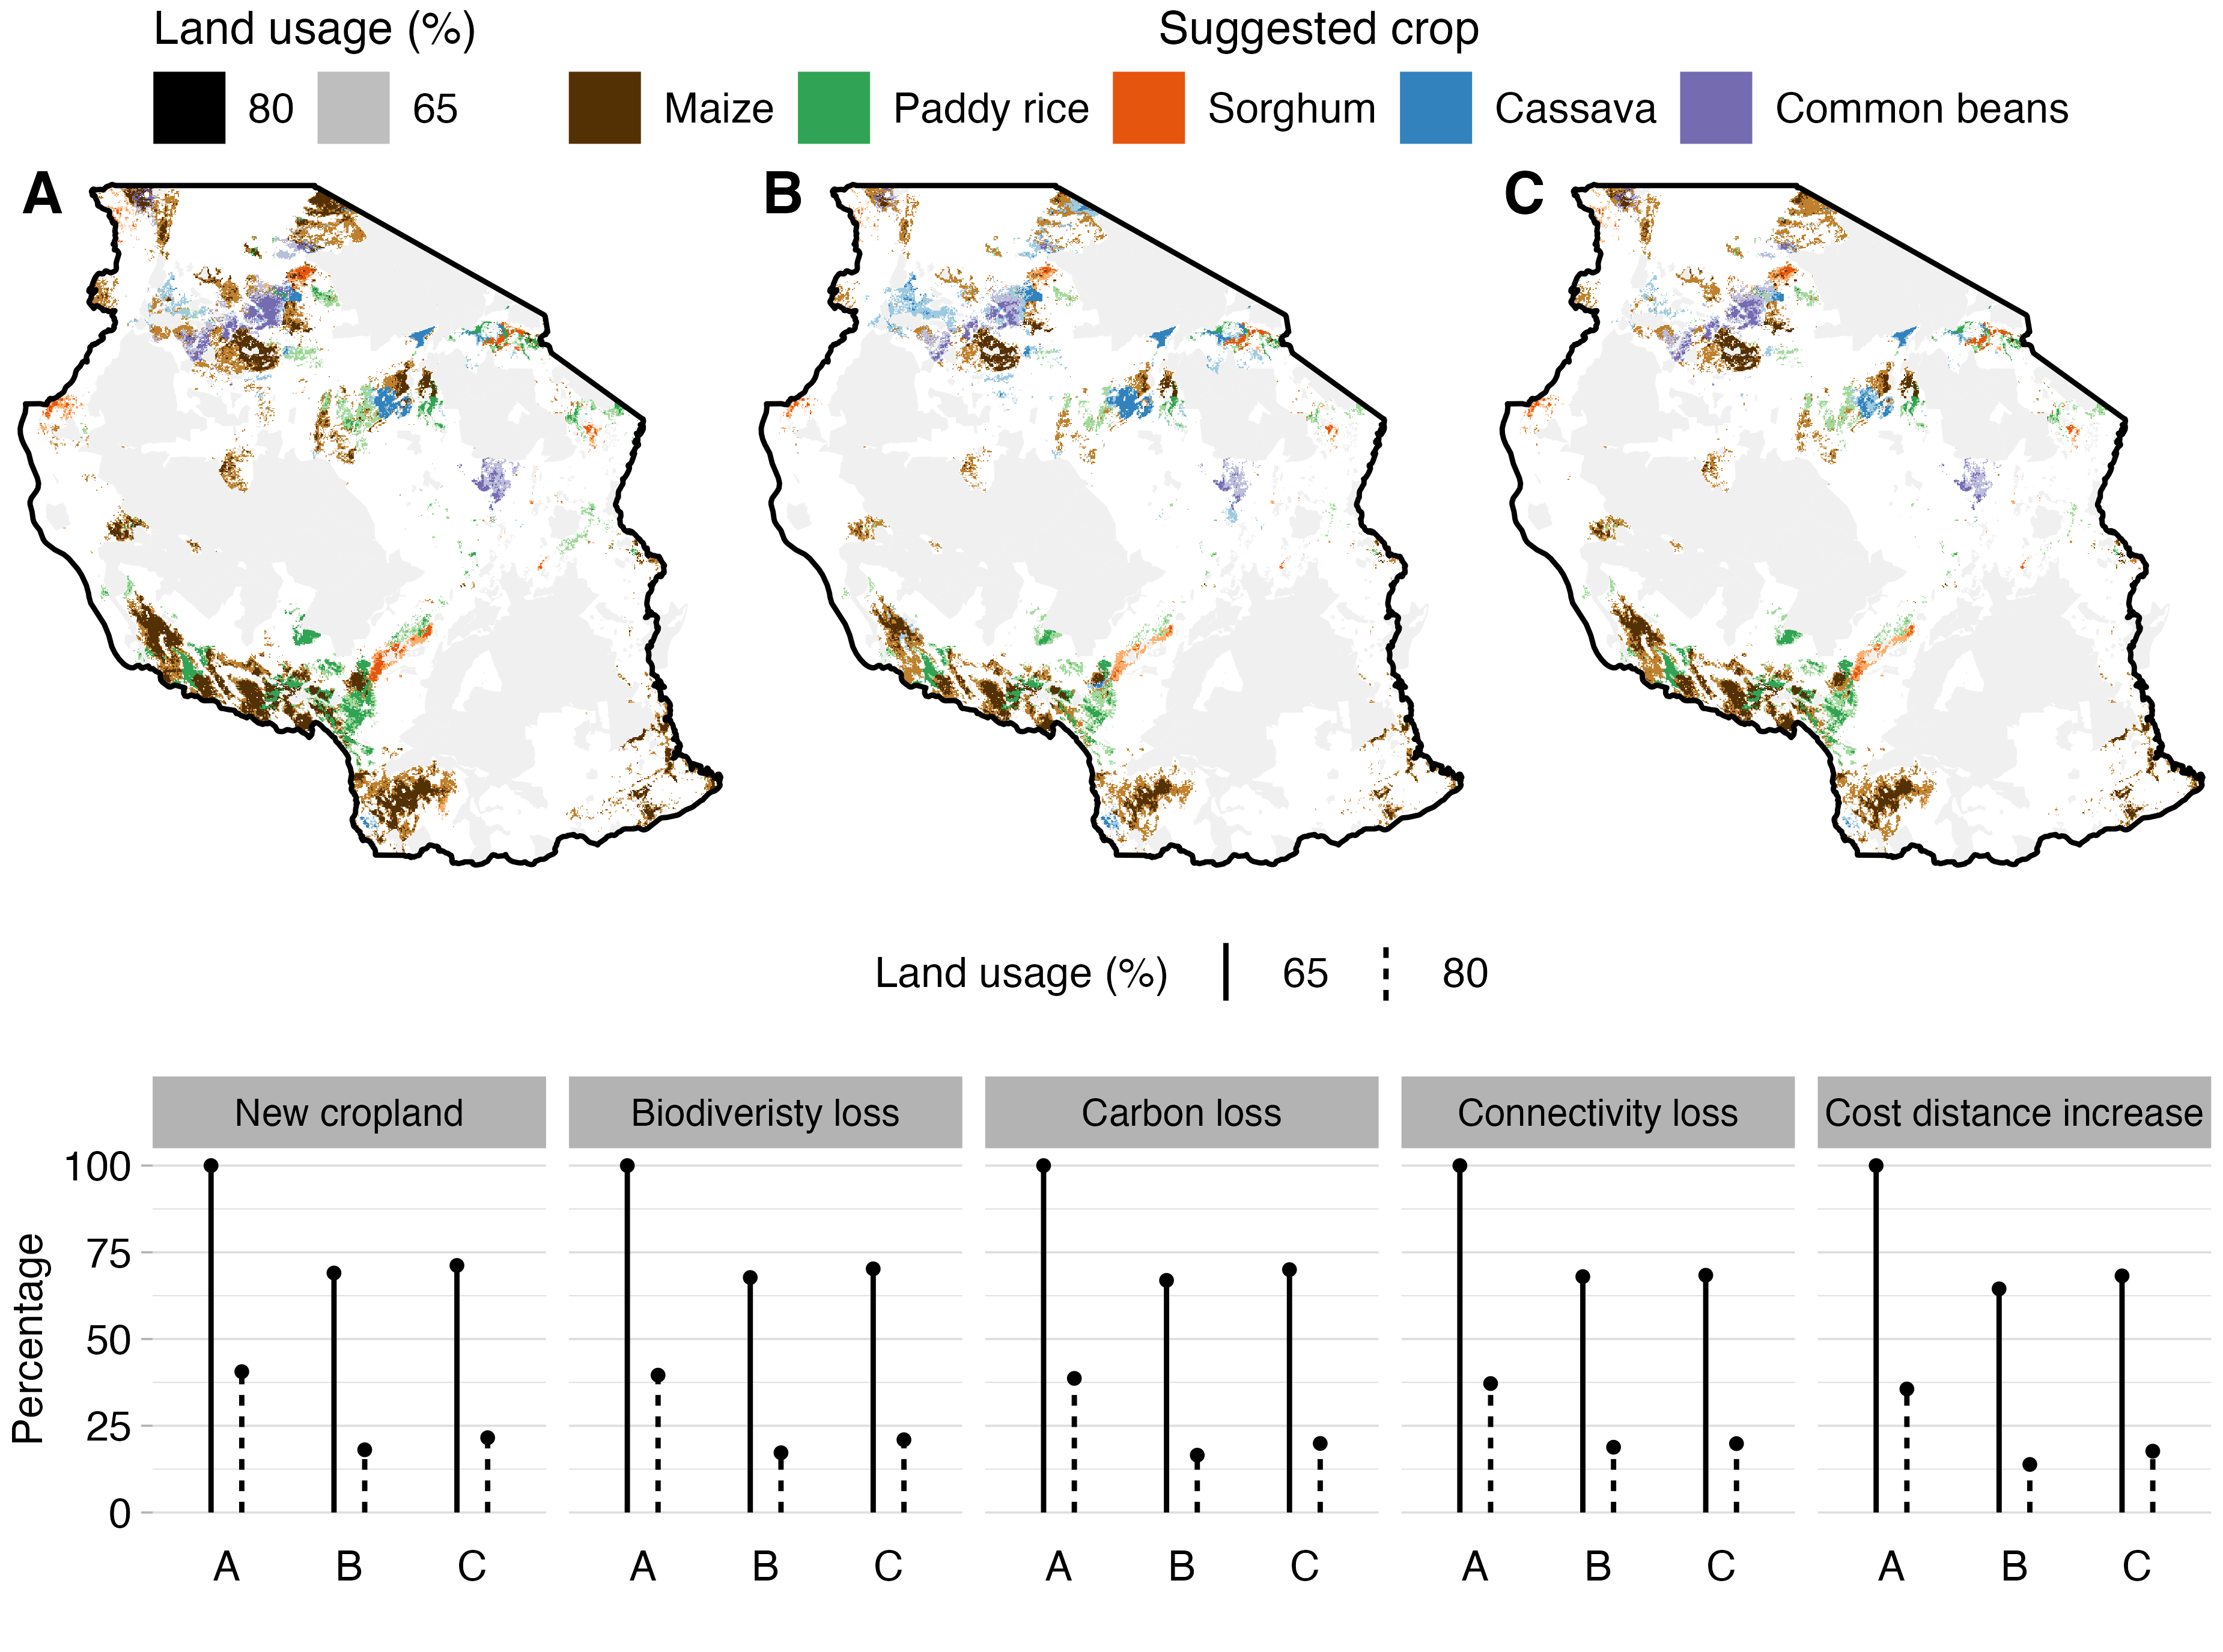 Land usage (%)
Suggested crop
80 65 Maize Paddy rice Sorghum Cassava Common beans
A B C
Land usage (%) 65 80
New cropland Biodiveristy loss Carbon loss Connectivity loss Cost distance increase
Percentage
100
75
50
25
0
A B C A B C A B C A B C A B C